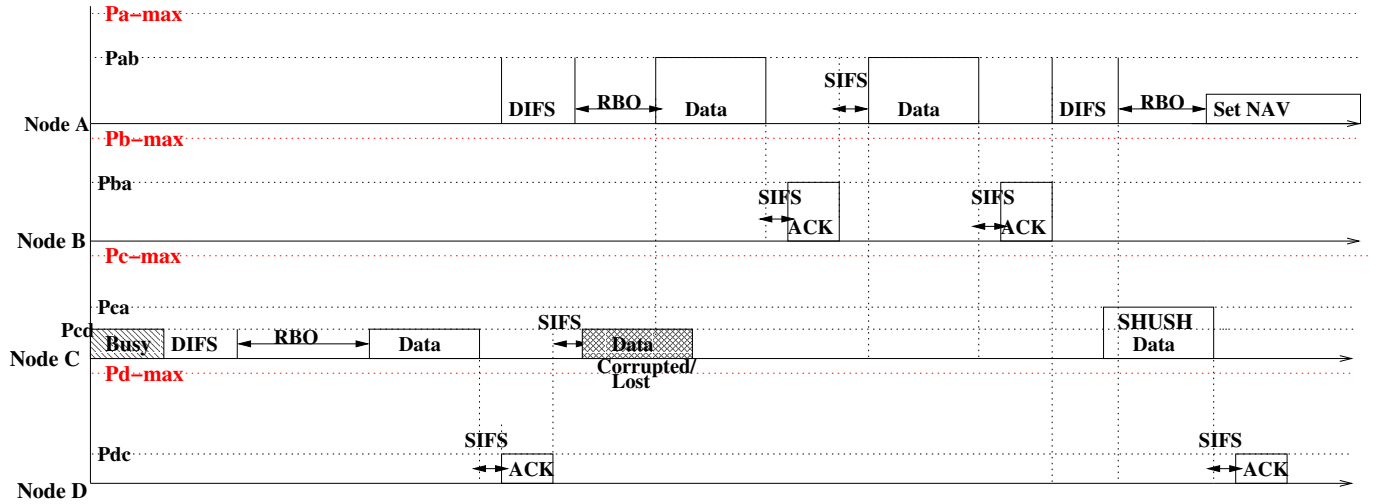 Pa-max
Pab
SIFS
DIFS
RBO
Data
Data
DIFS
RBO
Set NAV
Node A
Pb-max
Pba
SIFS
ACK
SIFS
ACK
Node B
Pc-max
Pca
Pcd
SIFS
SHUSH
Busy
DIFS
RBO
Data
Data
Data
Node C
Corrupted/
Lost
Pd-max
SIFS
SIFS
Pdc
ACK
ACK
Node D